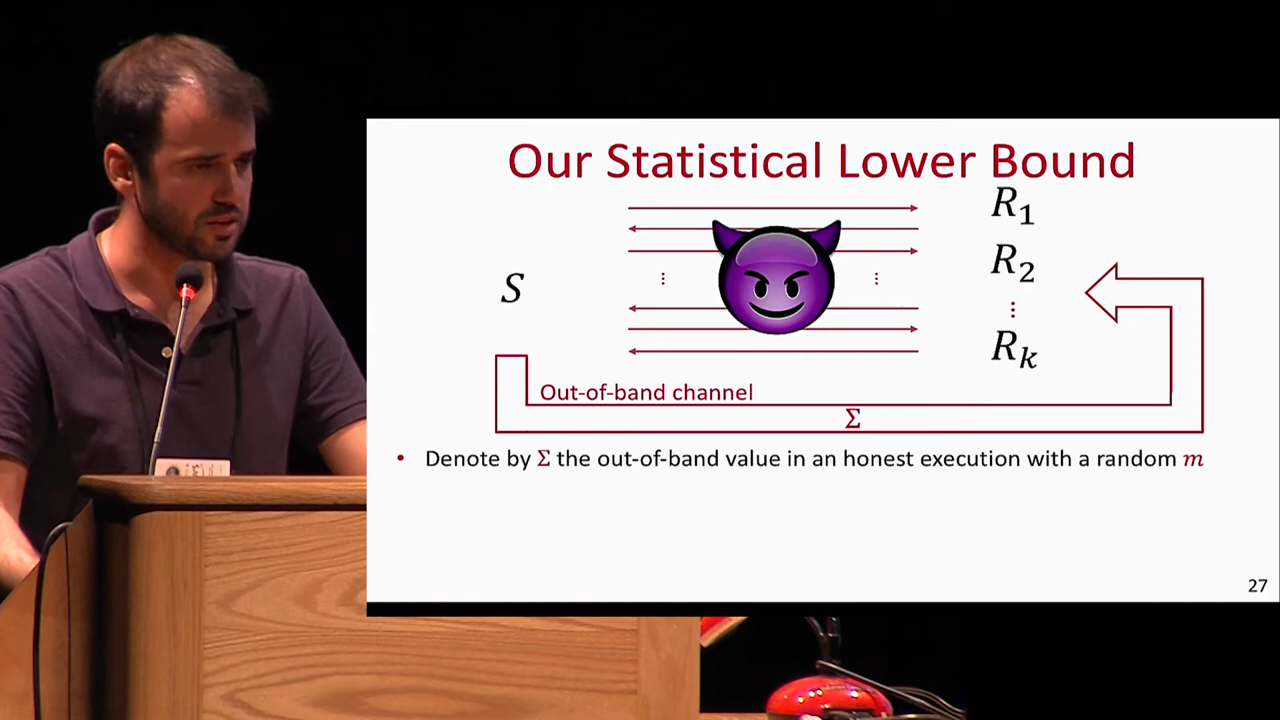 Our Statistical Lower Bound
R₁
R₂
S
⋮
Rₖ
Out-of-band channel
Σ
• Denote by Σ the out-of-band value in an honest execution with a random m
27